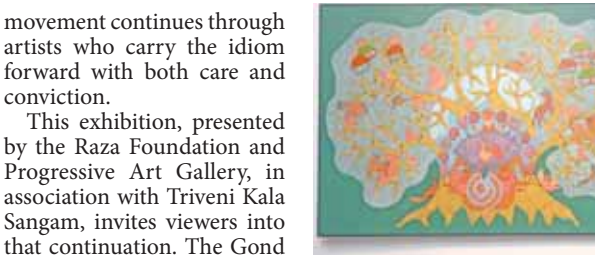 movement continues through
artists who carry the idiom
forward with both care and
conviction.
This exhibition, presented
by the Raza Foundation and
Progressive Art Gallery, in
association with Triveni Kala
Sangam, invites viewers into
that continuation. The Gond